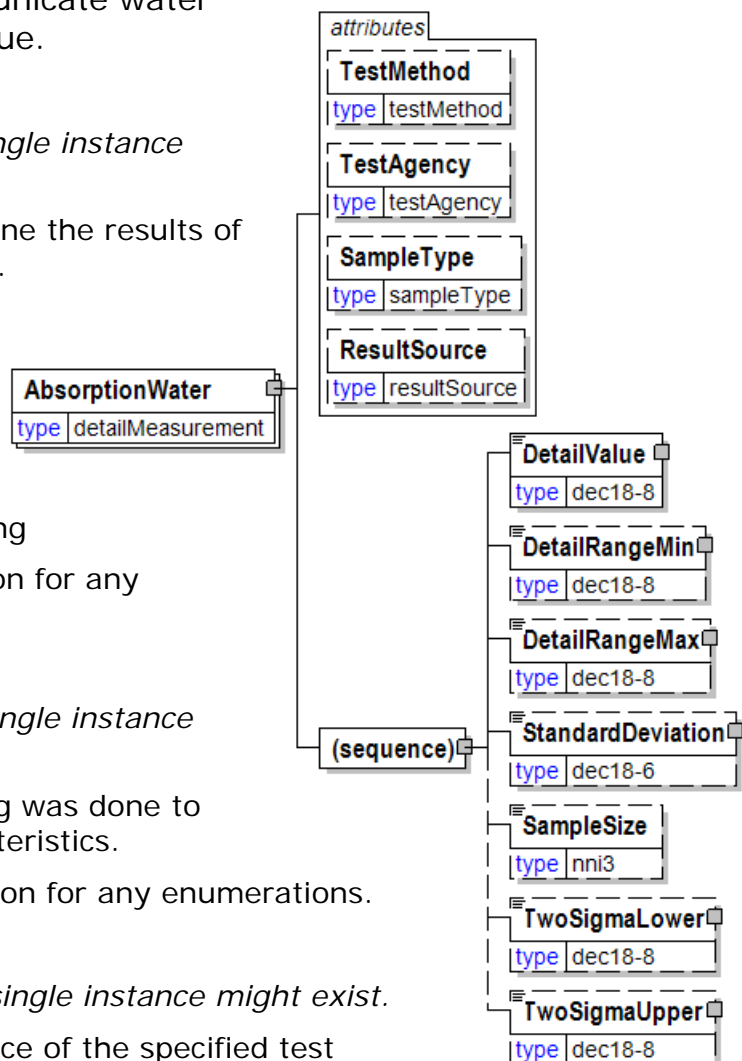 unicate water
ue.
ngle instance
ne the results of
.
ng
on for any
ngle instance
g was done to
teristics.
on for any enumerations.
single instance might exist.
ce of the specified test
attributes
TestMethod
type testMethod
TestAgency
type testAgency
SampleType
type sampleType
ResultSource
type resultSource
AbsorptionWater
type detailMeasurement
(sequence)
DetailValue
type dec18-8
DetailRangeMin
type dec18-8
DetailRangeMax
type dec18-8
StandardDeviation
type dec18-6
SampleSize
type nni3
TwoSigmaLower
type dec18-8
TwoSigmaUpper
type dec18-8